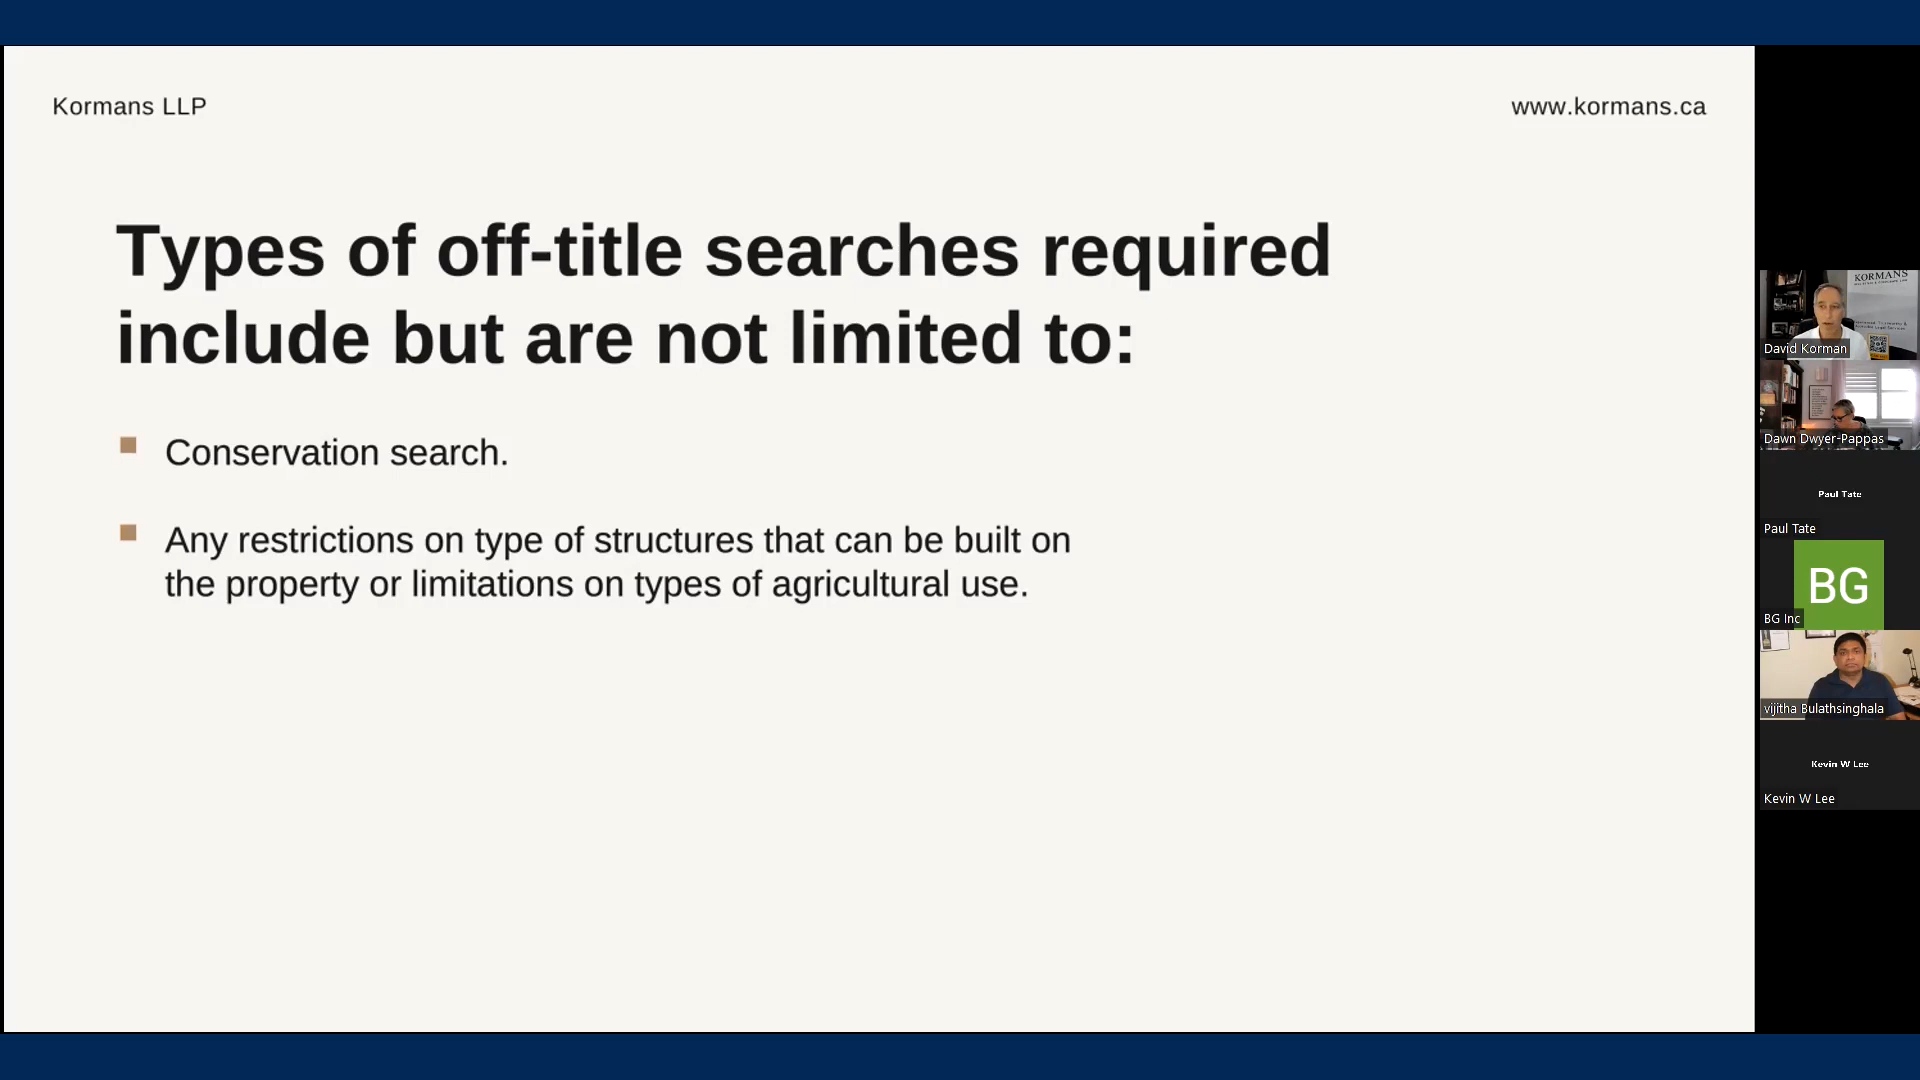 Kormans LLP
www.kormans.ca
Types of off-title searches required
include but are not limited to:
Conservation search.
Any restrictions on type of structures that can be built on
the property or limitations on types of agricultural use.
KORMANS
David Korman
Dawn Dwyer-Pappas
Paul Tate
Paul Tate
BG
BG Inc
vijitha Bulathsinghala
Kevin W Lee
Kevin W Lee